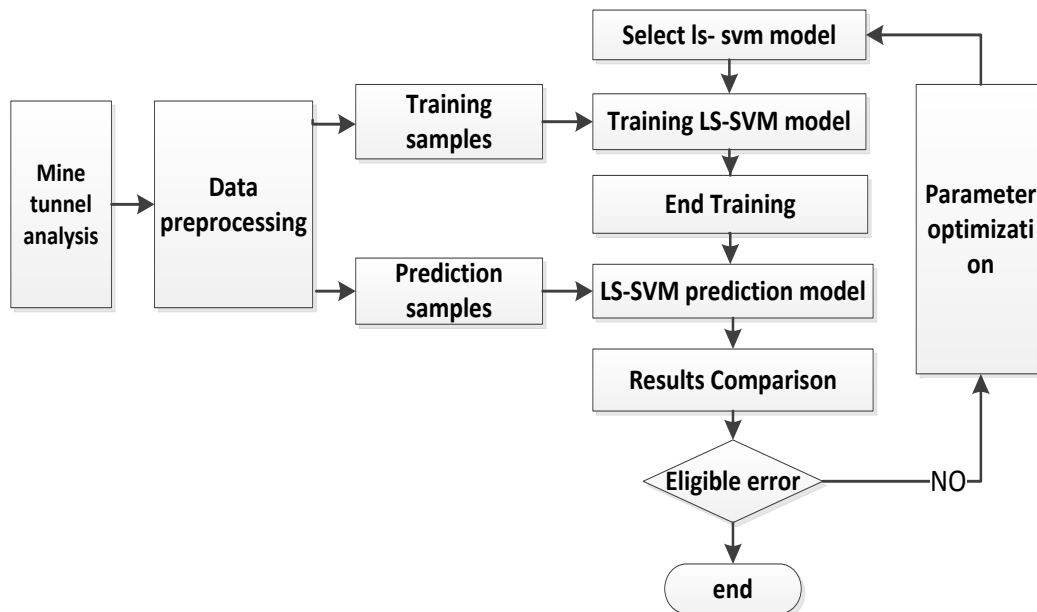 Mine
tunnel
analysis
Data
preprocessing
Training
samples
Prediction
samples
Select ls- svm model
Training LS-SVM model
End Training
LS-SVM prediction model
Results Comparison
Eligible error
NO
end
Parameter
optimizati
on